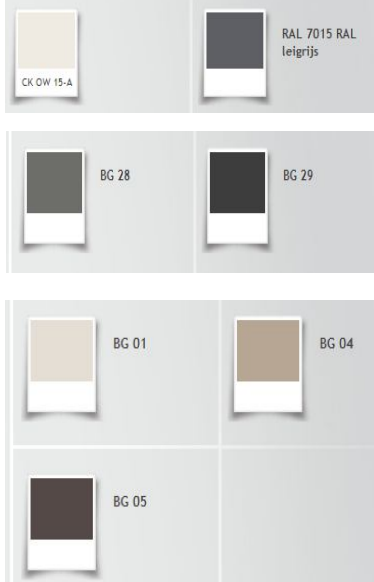 CK OW 15-A
RAL 7015 RAL
leigrijs
BG 28
BG 29
BG 01
BG 04
BG 05